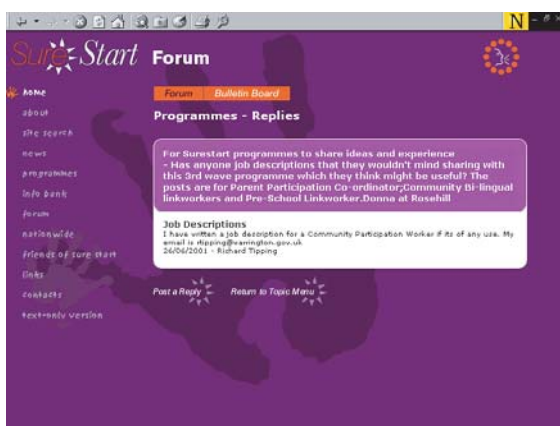 N
Sure Start
Forum
home
about
site search
news
programmes
info bank
forum
nationwide
friends of sure start
links
contacts
text-only version
Forum
Bulletin Board
Programmes - Replies
For Surestart programmes to share ideas and experience
- Has anyone job descriptions that they wouldn't mind sharing with
this 3rd wave programme which they think might be useful? The
posts are for Parent Participation Co-ordinator;Community Bi-lingual
linkworkers and Pre-School Linkworker.Donna at Rosehill
Job Descriptions
I have written a job description for a Community Participation Worker if its of any use. My
email is rtipping@warrington.gov.uk
26/06/2001 - Richard Tipping
Post a Reply
Return to Topic Menu